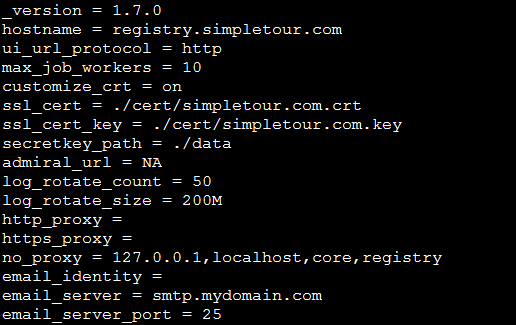 _version = 1.7.0
hostname = registry.simpletour.com
ui_url_protocol = http
max_job_workers = 10
customize_crt = on
ssl_cert = ./cert/simpletour.com.crt
ssl_cert_key = ./cert/simpletour.com.key
secretkey_path = ./data
admiral_url = NA
log_rotate_count = 50
log_rotate_size = 200M
http_proxy =
https_proxy =
no_proxy = 127.0.0.1,localhost,core,registry
email_identity =
email_server = smtp.mydomain.com
email_server_port = 25